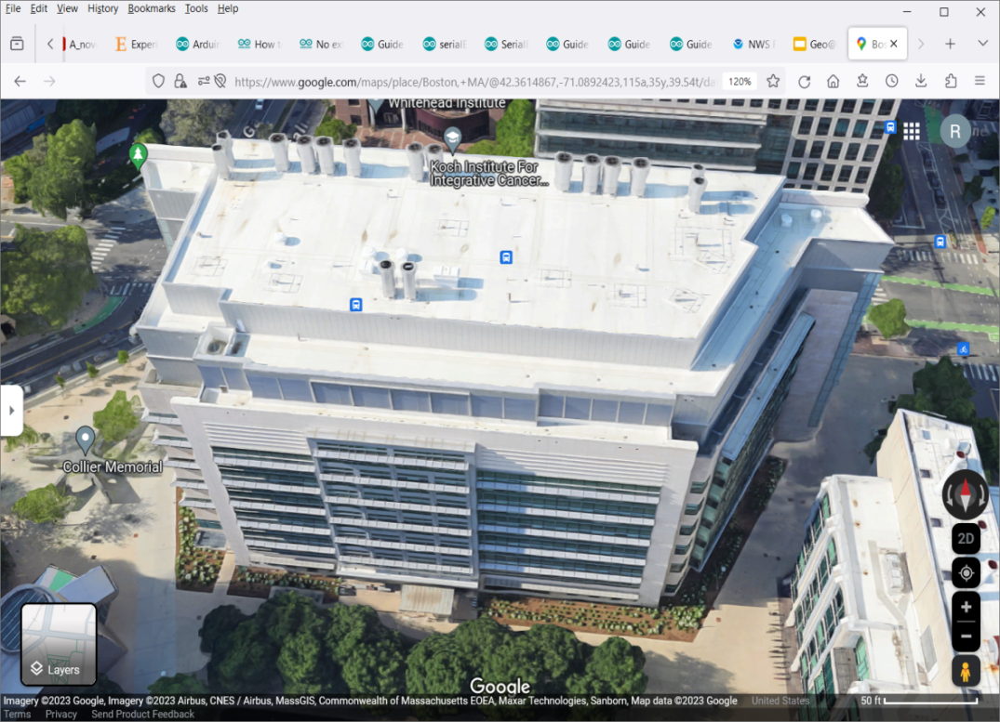 File Edit View History Bookmarks Tools Help
A_nov
Experi
Arduin
How t
No ex
Guide
serialE
Serial
Guide
Guide
Guide
NWS
Geo@
Bos
https://www.google.com/maps/place/Boston,+MA/@42.3614867,-71.0892423,115a,35y,39.54t/da
120%
Whitehead Institute
R
Koch Institute For
Integrative Cancer...
Collier Memorial
2D
Layers
Google
Imagery ©2023 Google, Imagery ©2023 Airbus, CNES / Airbus, MassGIS, Commonwealth of Massachusetts EOEA, Maxar Technologies, Sanborn, Map data ©2023 Google United States 50 ft
Terms Privacy Send Product Feedback